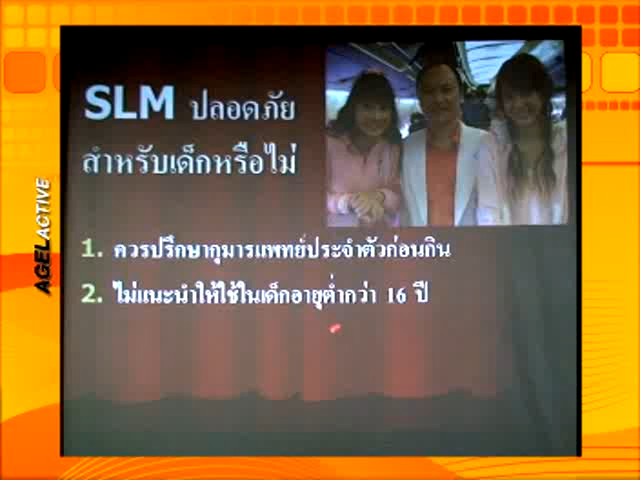 SLM ปลอดภัย
สำหรับเด็กหรือไม่
1. ควรปรึกษากุมารแพทย์ประจำตัวก่อนกิน
2. ไม่แนะนำให้ใช้ในเด็กอายุต่ำกว่า 16 ปี
AGELACTIVE